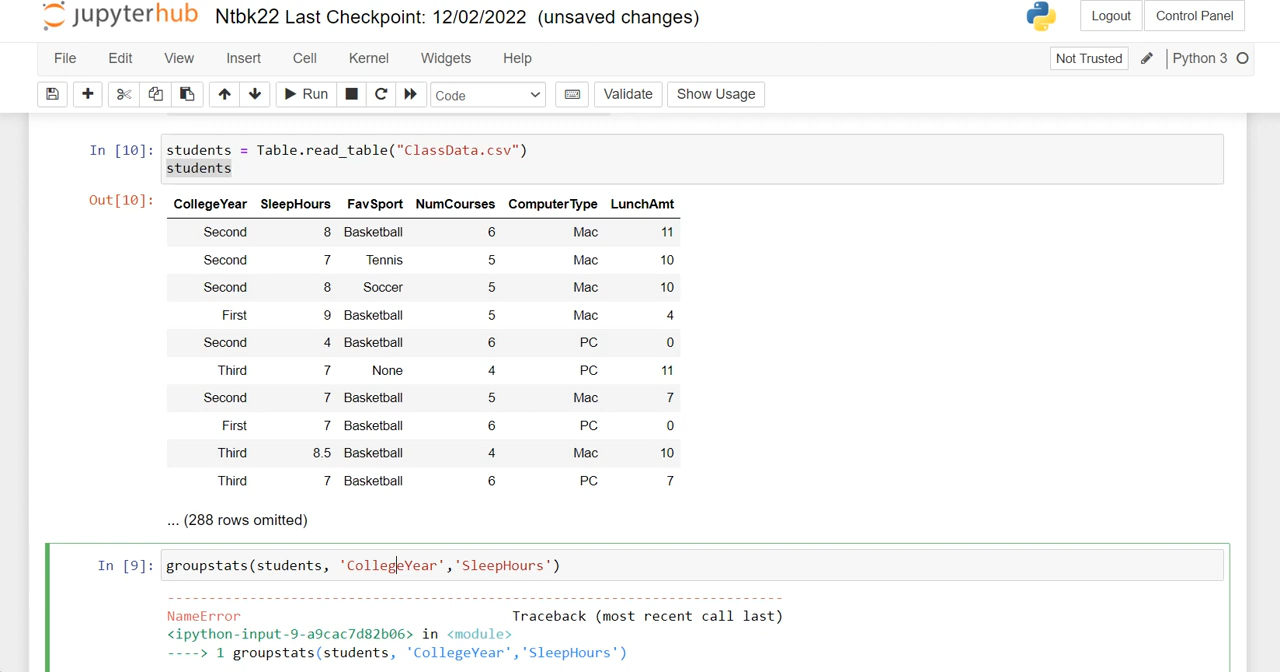 jupyterhub Ntbk22 Last Checkpoint: 12/02/2022 (unsaved changes) Logout Control Panel
File Edit View Insert Cell Kernel Widgets Help Not Trusted Python 3
Run Code Validate Show Usage
In [10]: students = Table.read_table("ClassData.csv")
students
Out[10]: CollegeYear SleepHours FavSport NumCourses ComputerType LunchAmt
Second 8 Basketball 6 Mac 11
Second 7 Tennis 5 Mac 10
Second 8 Soccer 5 Mac 10
First 9 Basketball 5 Mac 4
Second 4 Basketball 6 PC 0
Third 7 None 4 PC 11
Second 7 Basketball 5 Mac 7
First 7 Basketball 6 PC 0
Third 8.5 Basketball 4 Mac 10
Third 7 Basketball 6 PC 7
... (288 rows omitted)
In [9]: groupstats(students, 'CollegeYear','SleepHours')
---------------------------------------------------------------------------
NameError Traceback (most recent call last)
<ipython-input-9-a9cac7d82b06> in <module>
----> 1 groupstats(students, 'CollegeYear','SleepHours')